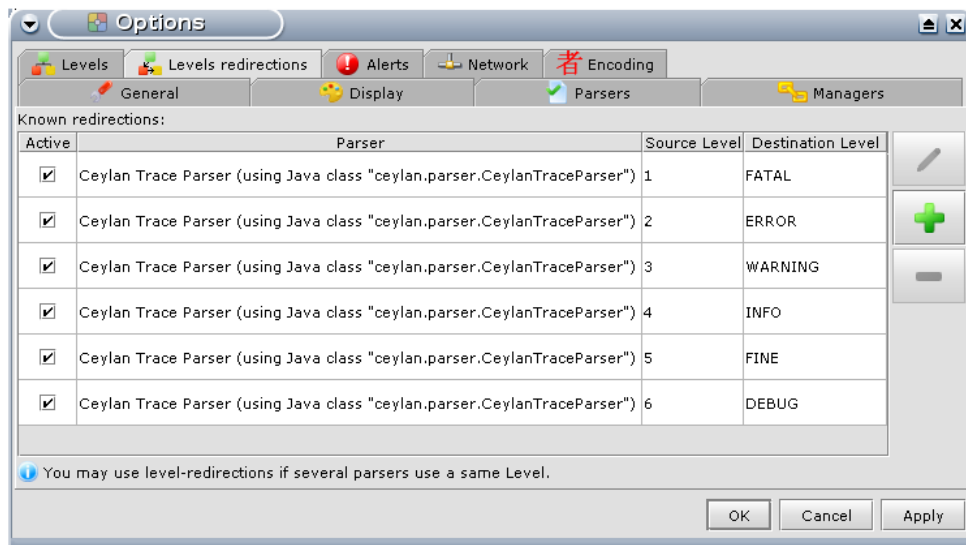 Options
Levels Levels redirections Alerts Network 者 Encoding
General Display Parsers Managers
Known redirections:
Active Parser Source Level Destination Level
Ceylan Trace Parser (using Java class "ceylan.parser.CeylanTraceParser") 1 FATAL
Ceylan Trace Parser (using Java class "ceylan.parser.CeylanTraceParser") 2 ERROR
Ceylan Trace Parser (using Java class "ceylan.parser.CeylanTraceParser") 3 WARNING
Ceylan Trace Parser (using Java class "ceylan.parser.CeylanTraceParser") 4 INFO
Ceylan Trace Parser (using Java class "ceylan.parser.CeylanTraceParser") 5 FINE
Ceylan Trace Parser (using Java class "ceylan.parser.CeylanTraceParser") 6 DEBUG
You may use level-redirections if several parsers use a same Level.
OK Cancel Apply